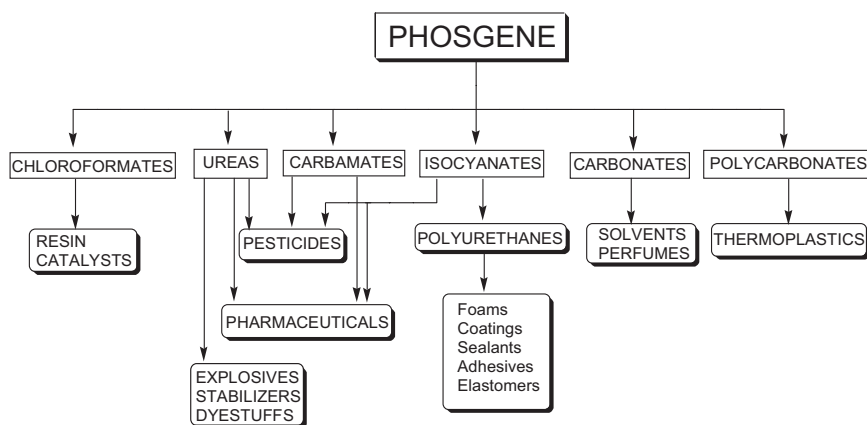 PHOSGENE
CHLOROFORMATES
UREAS
CARBAMATES
ISOCYANATES
CARBONATES
POLYCARBONATES
RESIN
CATALYSTS
PESTICIDES
POLYURETHANES
SOLVENTS
PERFUMES
THERMOPLASTICS
PHARMACEUTICALS
Foams
Coatings
Sealants
Adhesives
Elastomers
EXPLOSIVES
STABILIZERS
DYESTUFFS